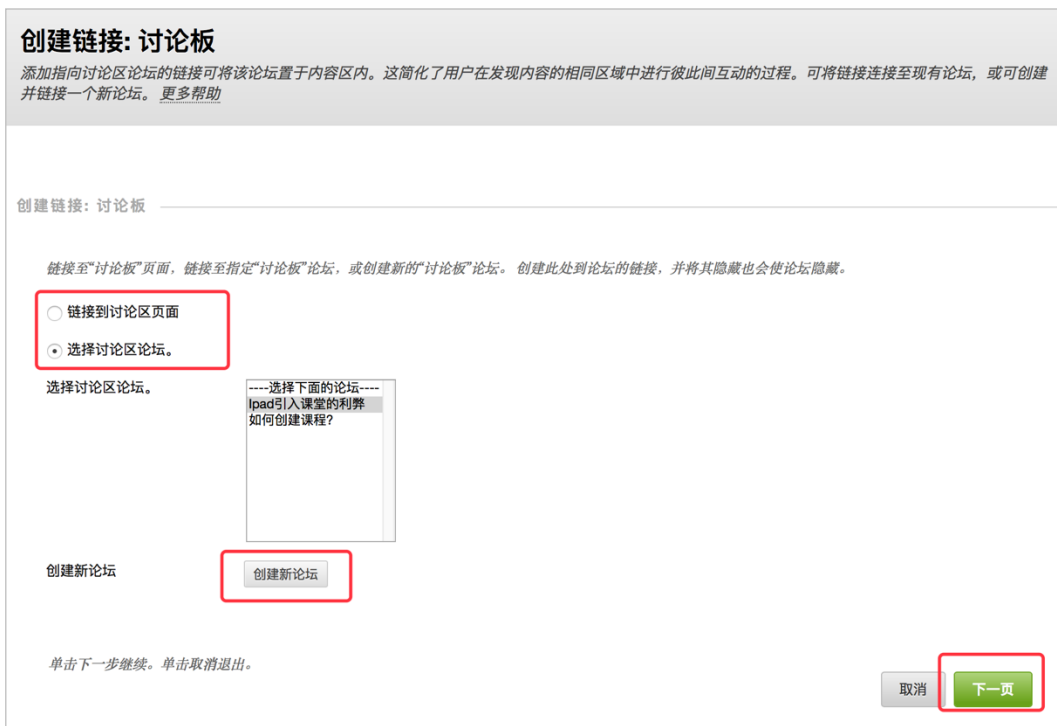 创建链接: 讨论板
添加指向讨论区论坛的链接可将该论坛置于内容区内。这简化了用户在发现内容的相同区域中进行彼此间互动的过程。可将链接连接至现有论坛，或可创建
并链接一个新论坛。 更多帮助
创建链接: 讨论板
链接至“讨论板”页面，链接至指定“讨论板”论坛，或创建新的“讨论板”论坛。 创建此处到论坛的链接，并将其隐藏也会使论坛隐藏。
链接到讨论区页面
选择讨论区论坛。
选择讨论区论坛。
----选择下面的论坛----
Ipad引入课堂的利弊
如何创建课程?
创建新论坛
创建新论坛
单击下一步继续。单击取消退出。
取消
下一页